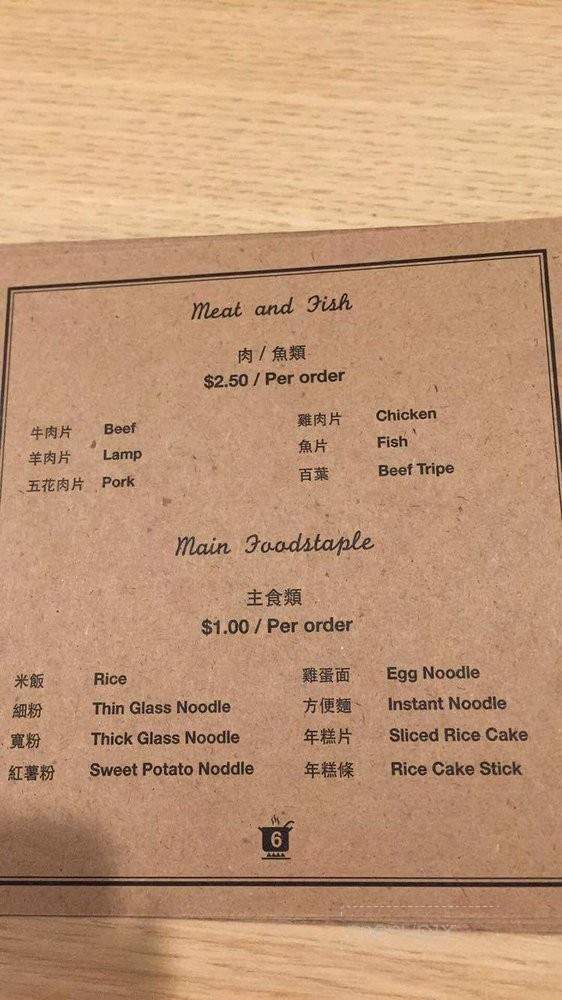 Meat and Fish
肉 / 魚類
$2.50 / Per order
牛肉片 Beef
羊肉片 Lamp
五花肉片 Pork
雞肉片 Chicken
魚片 Fish
百葉 Beef Tripe
Main Foodstaple
主食類
$1.00 / Per order
米飯 Rice
細粉 Thin Glass Noodle
寬粉 Thick Glass Noodle
紅薯粉 Sweet Potato Noddle
雞蛋面 Egg Noodle
方便麵 Instant Noodle
年糕片 Sliced Rice Cake
年糕條 Rice Cake Stick
6